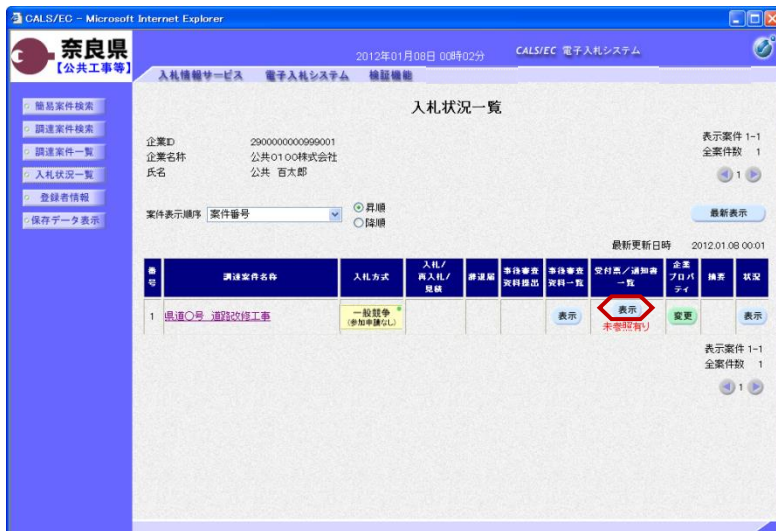 CALS/EC - Microsoft Internet Explorer
奈良県
【公共工事等】
2012年01月08日 00時02分
CALS/EC 電子入札システム
入札情報サービス 電子入札システム 検証機能
簡易案件検索
調達案件検索
調達案件一覧
入札状況一覧
登録者情報
保存データ表示
入札状況一覧
企業ID 2900000000999001
企業名称 公共0100株式会社
氏名 公共 百太郎
表示案件 1-1
全案件数 1
1
案件表示順序 案件番号
昇順
降順
最新表示
最新更新日時 2012.01.08 00:01
番号 調達案件名称 入札方式 入札/再入札/見積 辞退届 事後審査資料提出 事後審査資料一覧 受付票/通知書一覧 企業プロパティ 摘要 状況
1 県道〇号 道路改修工事 一般競争(参加申請なし) 表示 表示 変更 表示
未参照有り
表示案件 1-1
全案件数 1
1